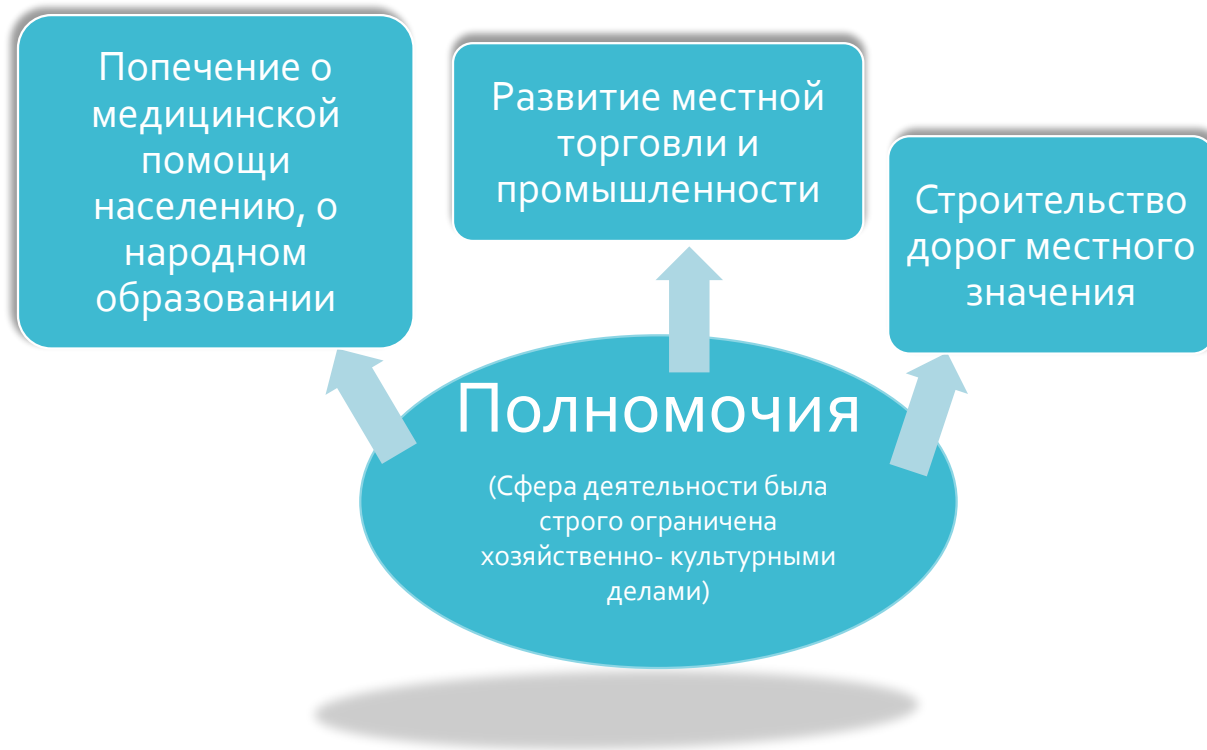 Попечение о
медицинской
помощи
населению, о
народном
образовании
Развитие местной
торговли и
промышленности
Строительство
дорог местного
значения
Полномочия
(Сфера деятельности была
строго ограничена
хозяйственно- культурными
делами)